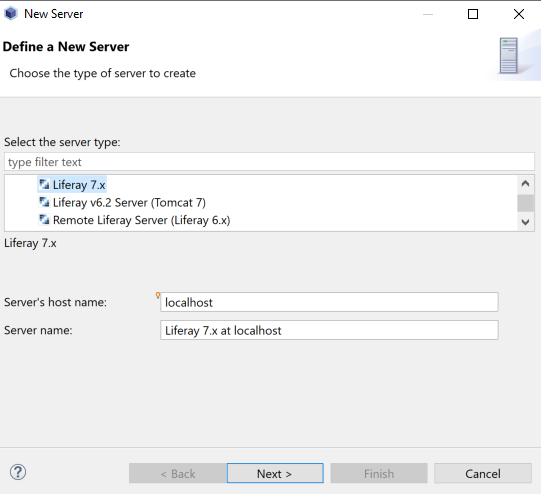 New Server
Define a New Server
Choose the type of server to create
Select the server type:
type filter text
Liferay 7.x
Liferay v6.2 Server (Tomcat 7)
Remote Liferay Server (Liferay 6.x)
Liferay 7.x
Server's host name: localhost
Server name: Liferay 7.x at localhost
? < Back Next > Finish Cancel